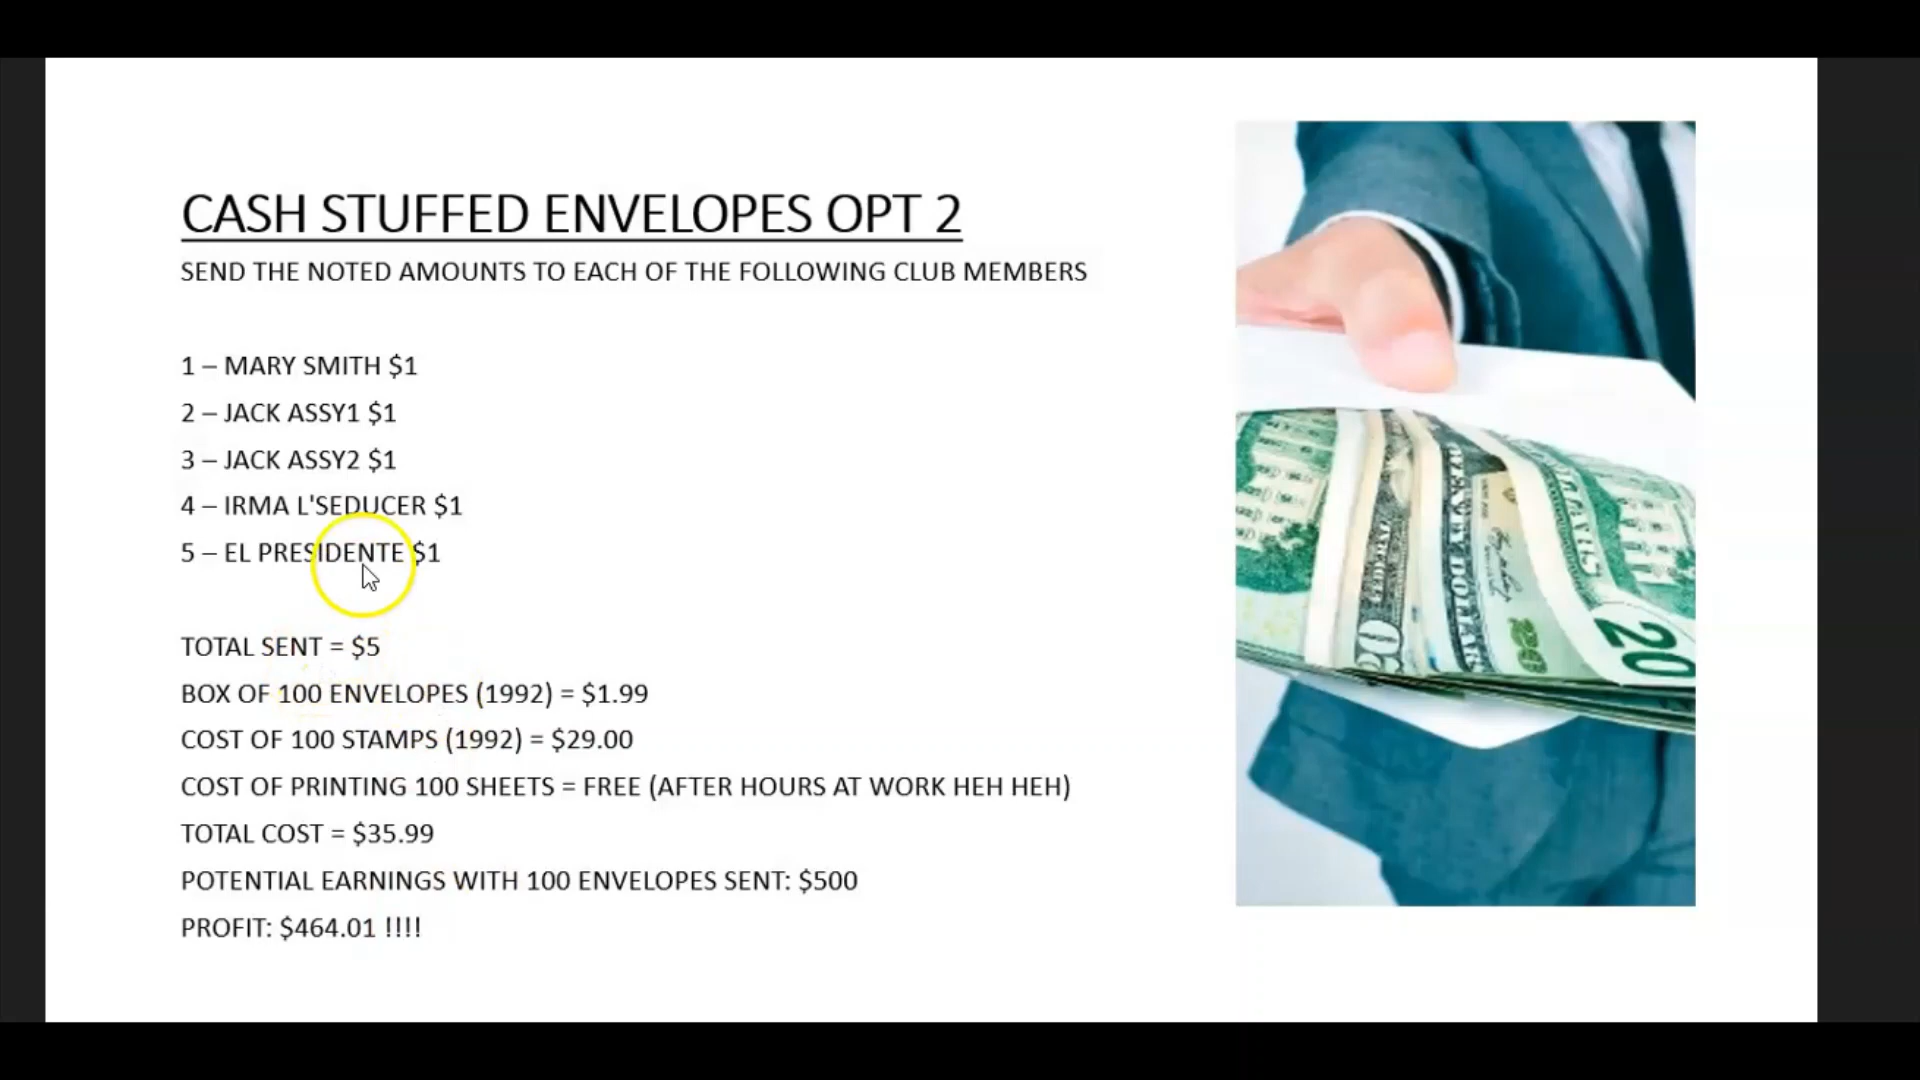 CASH STUFFED ENVELOPES OPT 2
SEND THE NOTED AMOUNTS TO EACH OF THE FOLLOWING CLUB MEMBERS
1 – MARY SMITH $1
2 – JACK ASSY1 $1
3 – JACK ASSY2 $1
4 – IRMA L'SEDUCER $1
5 – EL PRESIDENTE $1
TOTAL SENT = $5
BOX OF 100 ENVELOPES (1992) = $1.99
COST OF 100 STAMPS (1992) = $29.00
COST OF PRINTING 100 SHEETS = FREE (AFTER HOURS AT WORK HEH HEH)
TOTAL COST = $35.99
POTENTIAL EARNINGS WITH 100 ENVELOPES SENT: $500
PROFIT: $464.01 !!!!
20